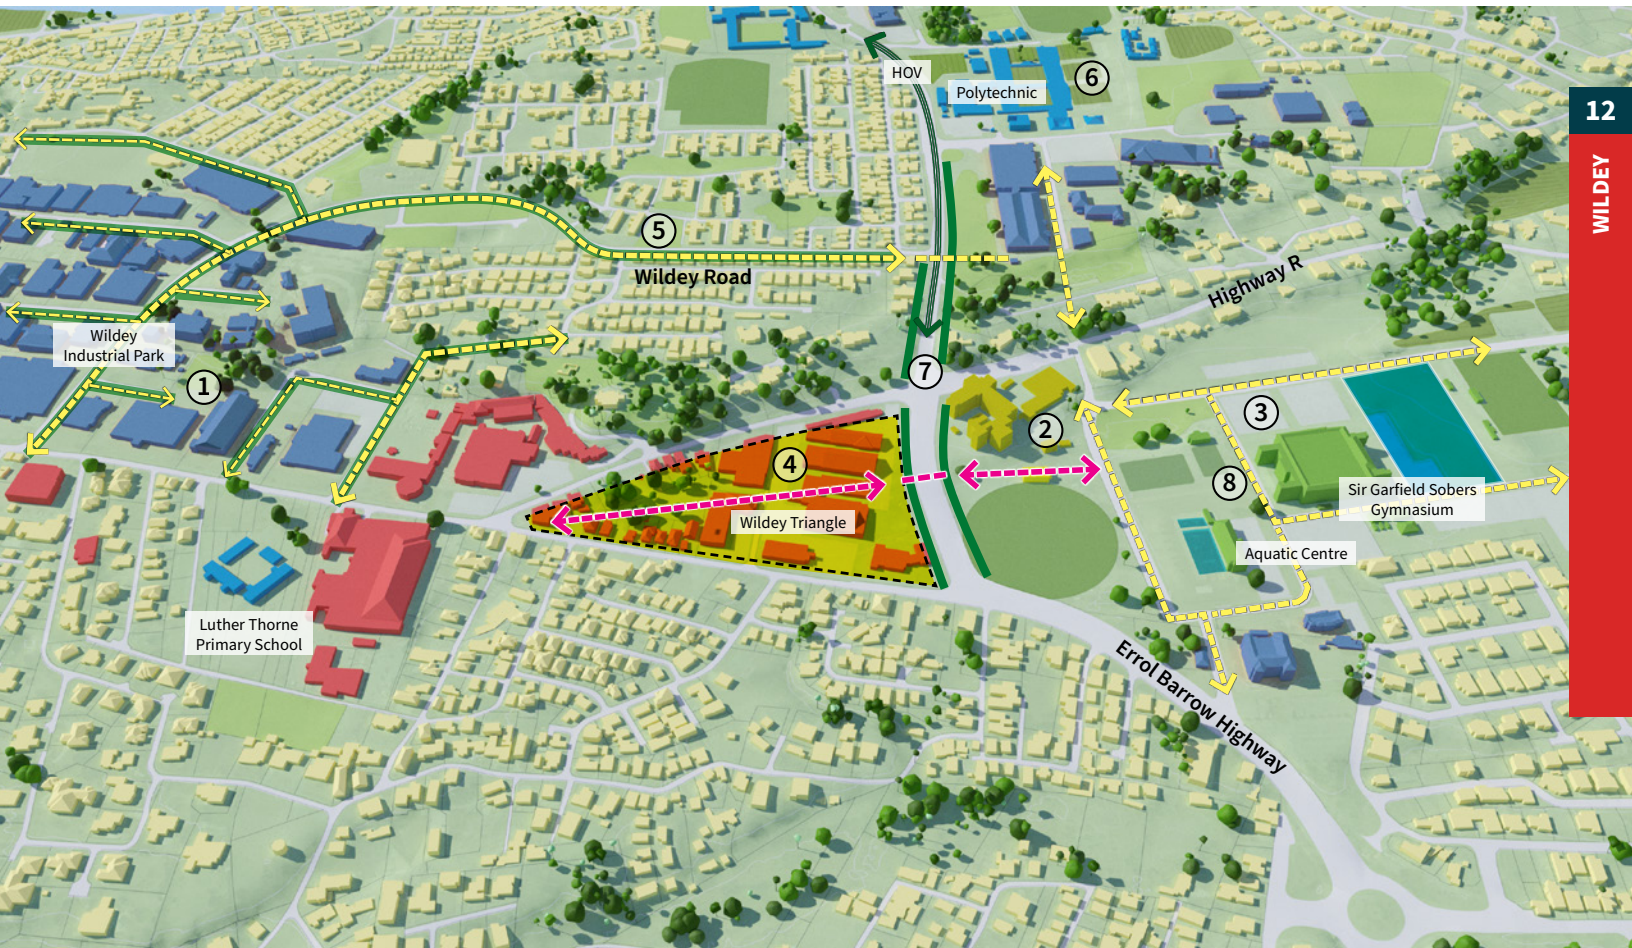 HOV
Polytechnic
6
12
WILDEY
5
Wildey Road
Highway R
Wildey
Industrial Park
1
7
2
3
4
8
Sir Garfield Sobers
Gymnasium
Wildey Triangle
Aquatic Centre
Luther Thorne
Primary School
Errol Barrow Highway